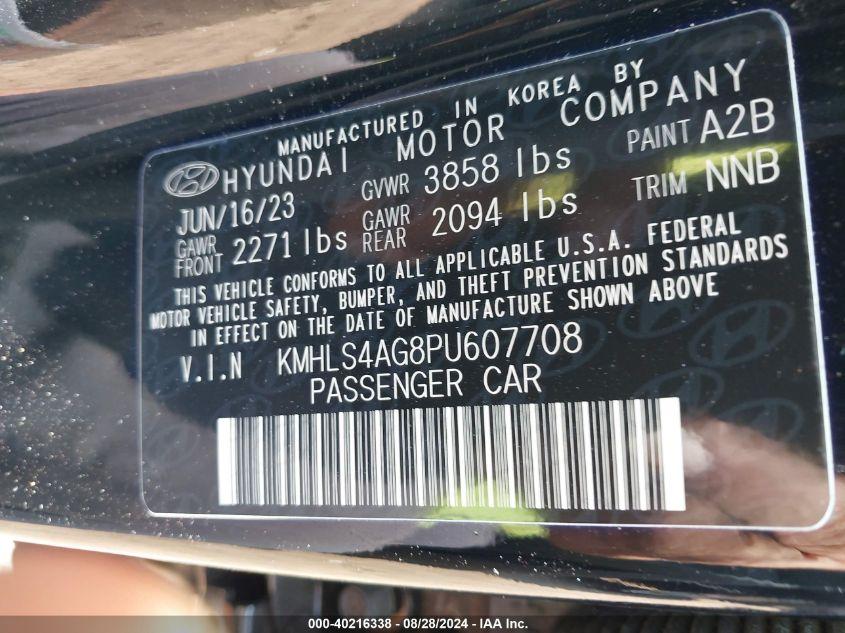 MANUFACTURED IN KOREA BY
HYUNDAI MOTOR COMPANY
JUN/16/23 GVWR 3858 lbs PAINT A2B
GAWR FRONT 2271 lbs GAWR REAR 2094 lbs TRIM NNB
THIS VEHICLE CONFORMS TO ALL APPLICABLE U.S.A. FEDERAL
MOTOR VEHICLE SAFETY, BUMPER, AND THEFT PREVENTION STANDARDS
IN EFFECT ON THE DATE OF MANUFACTURE SHOWN ABOVE
V.I.N KMHLS4AG8PU607708
PASSENGER CAR
000-40216338 - 08/28/2024 - IAA, Inc.